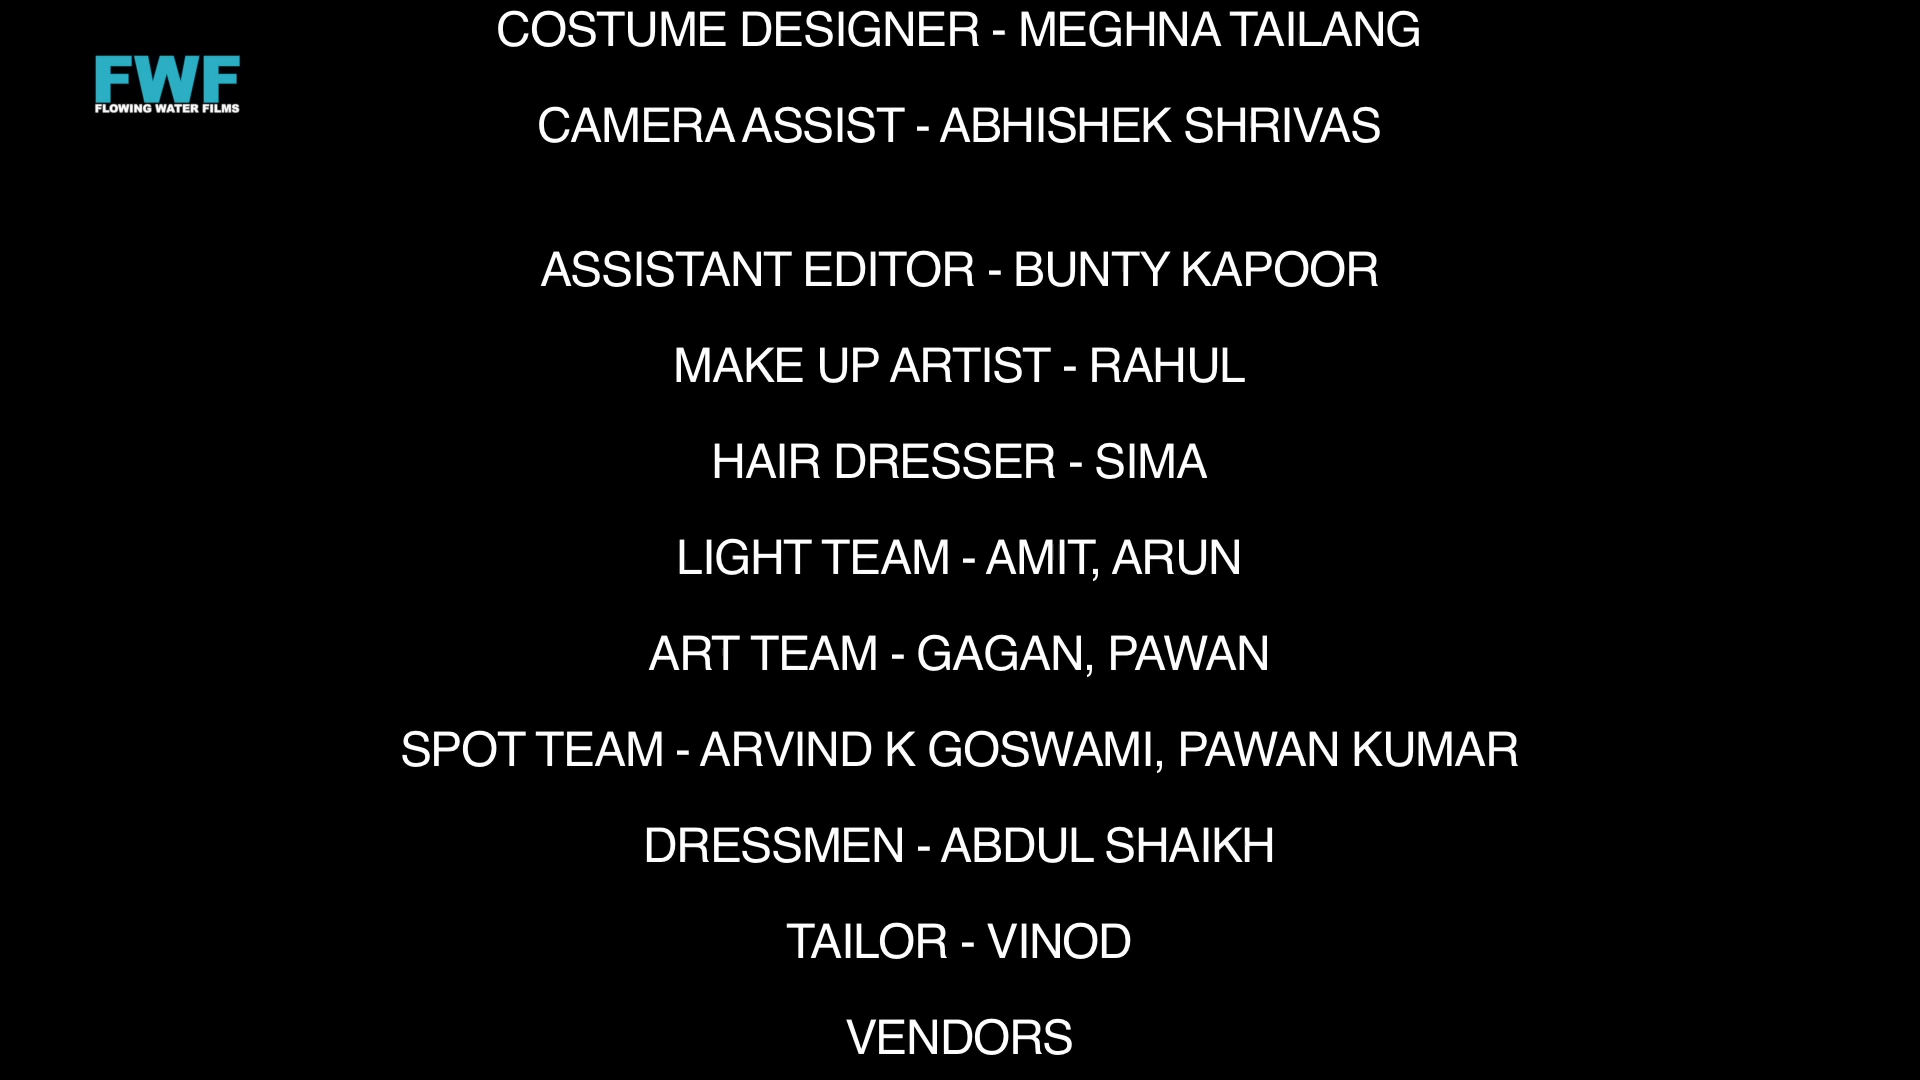 COSTUME DESIGNER - MEGHNA TAILANG
FWF
FLOWING WATER FILMS
CAMERA ASSIST - ABHISHEK SHRIVAS
ASSISTANT EDITOR - BUNTY KAPOOR
MAKE UP ARTIST - RAHUL
HAIR DRESSER - SIMA
LIGHT TEAM - AMIT, ARUN
ART TEAM - GAGAN, PAWAN
SPOT TEAM - ARVIND K GOSWAMI, PAWAN KUMAR
DRESSMEN - ABDUL SHAIKH
TAILOR - VINOD
VENDORS